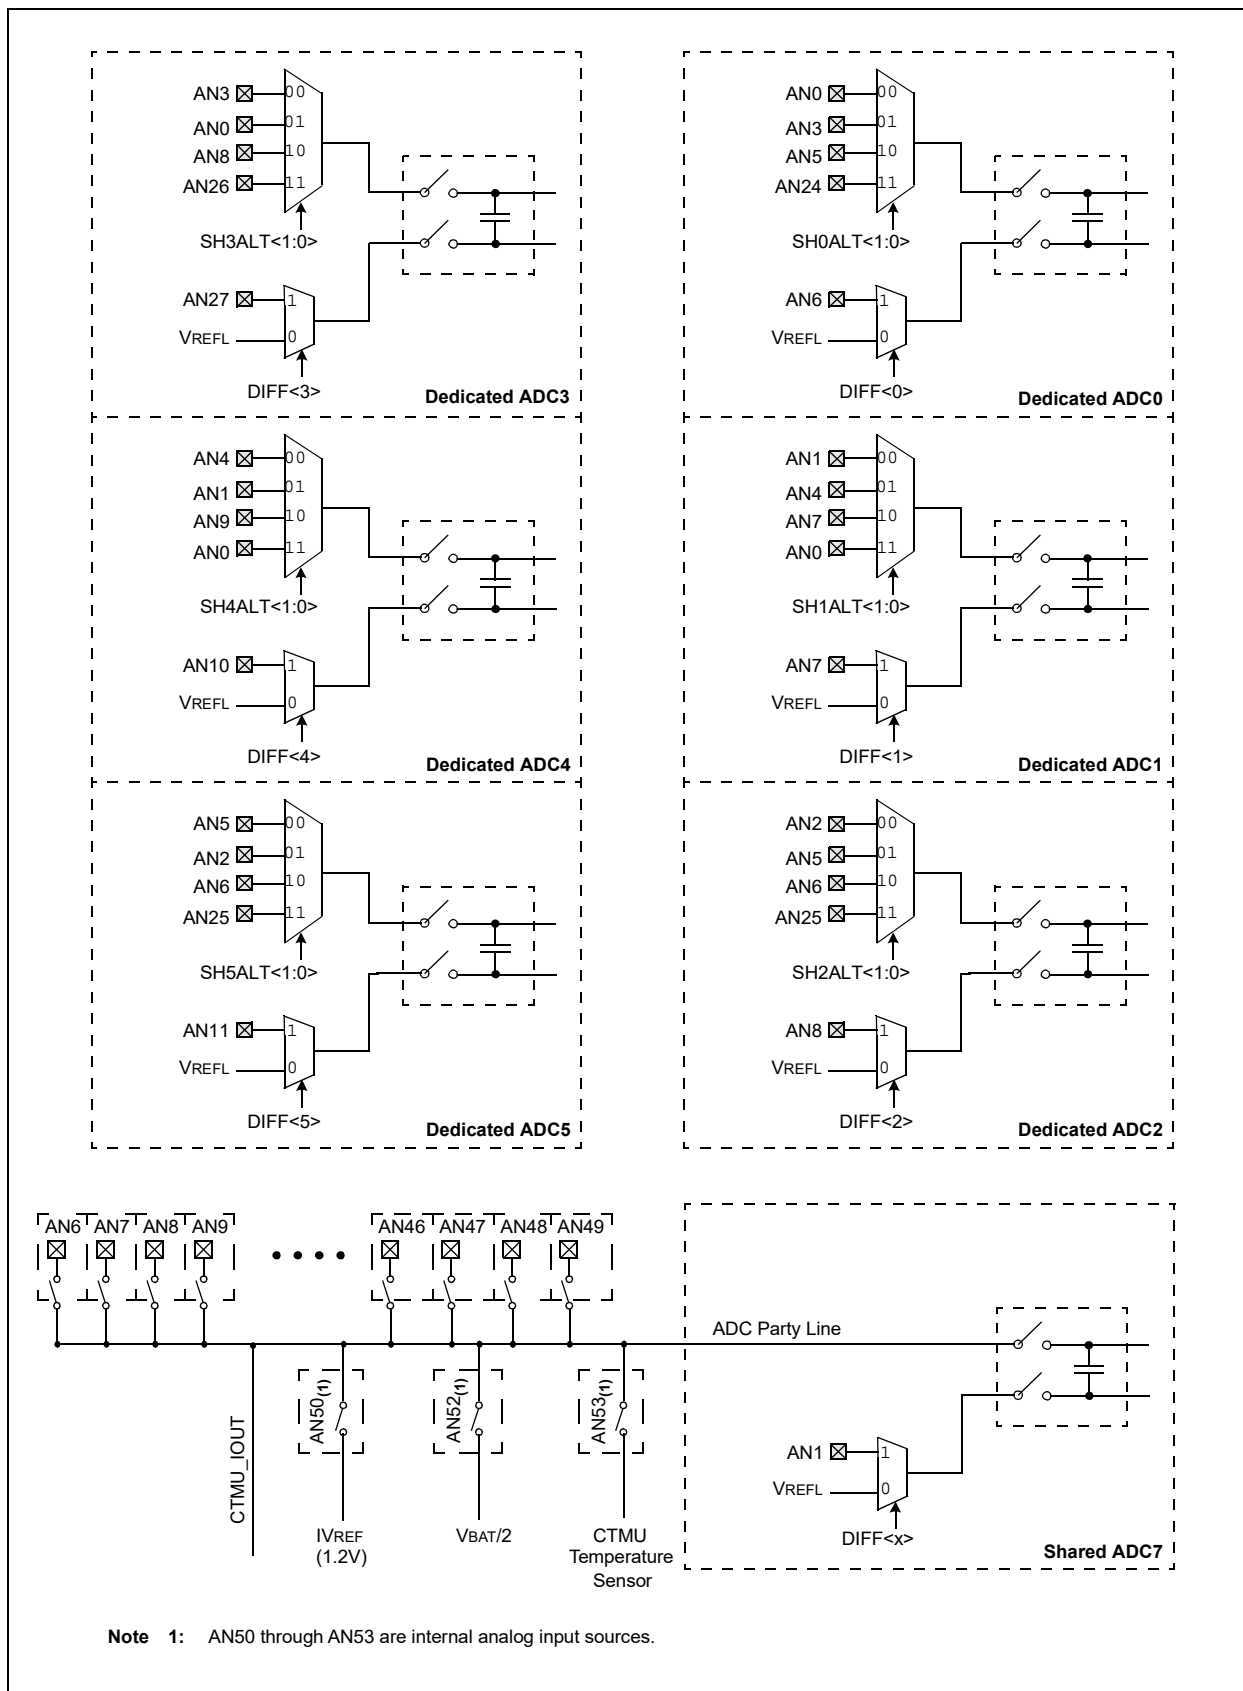 AN3
00
AN0
01
AN8
10
AN26
11
SH3ALT<1:0>
AN27
1
VREFL
0
DIFF<3>
Dedicated ADC3
AN0
00
AN3
01
AN5
10
AN24
11
SH0ALT<1:0>
AN6
1
VREFL
0
DIFF<0>
Dedicated ADC0
AN4
00
AN1
01
AN9
10
AN0
11
SH4ALT<1:0>
AN10
1
VREFL
0
DIFF<4>
Dedicated ADC4
AN1
00
AN4
01
AN7
10
AN0
11
SH1ALT<1:0>
AN7
1
VREFL
0
DIFF<1>
Dedicated ADC1
AN5
00
AN2
01
AN6
10
AN25
11
SH5ALT<1:0>
AN11
1
VREFL
0
DIFF<5>
Dedicated ADC5
AN2
00
AN5
01
AN6
10
AN25
11
SH2ALT<1:0>
AN8
1
VREFL
0
DIFF<2>
Dedicated ADC2
AN6 AN7 AN8 AN9
AN46 AN47 AN48 AN49
ADC Party Line
CTMU_IOUT
AN50(1)
IVREF
(1.2V)
AN52(1)
VBAT/2
AN53(1)
CTMU
Temperature
Sensor
AN1
1
VREFL
0
DIFF<x>
Shared ADC7
Note 1: AN50 through AN53 are internal analog input sources.